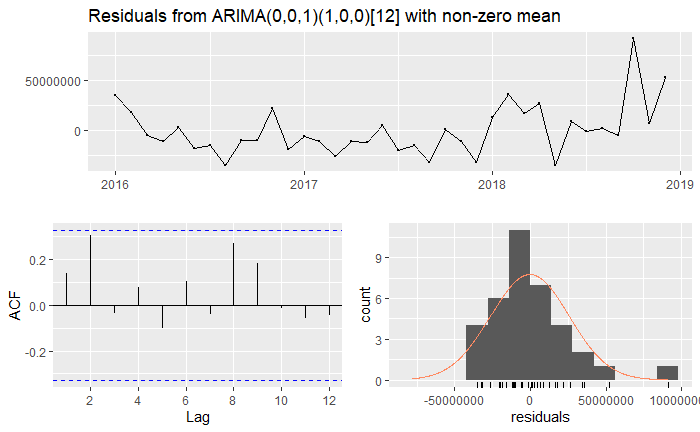 Residuals from ARIMA(0,0,1)(1,0,0)[12] with non-zero mean
50000000
0
2016 2017 2018 2019
ACF
0.2
0.0
-0.2
2 4 6 8 10 12
Lag
count
9
6
3
0
-50000000 0 50000000 10000000
residuals